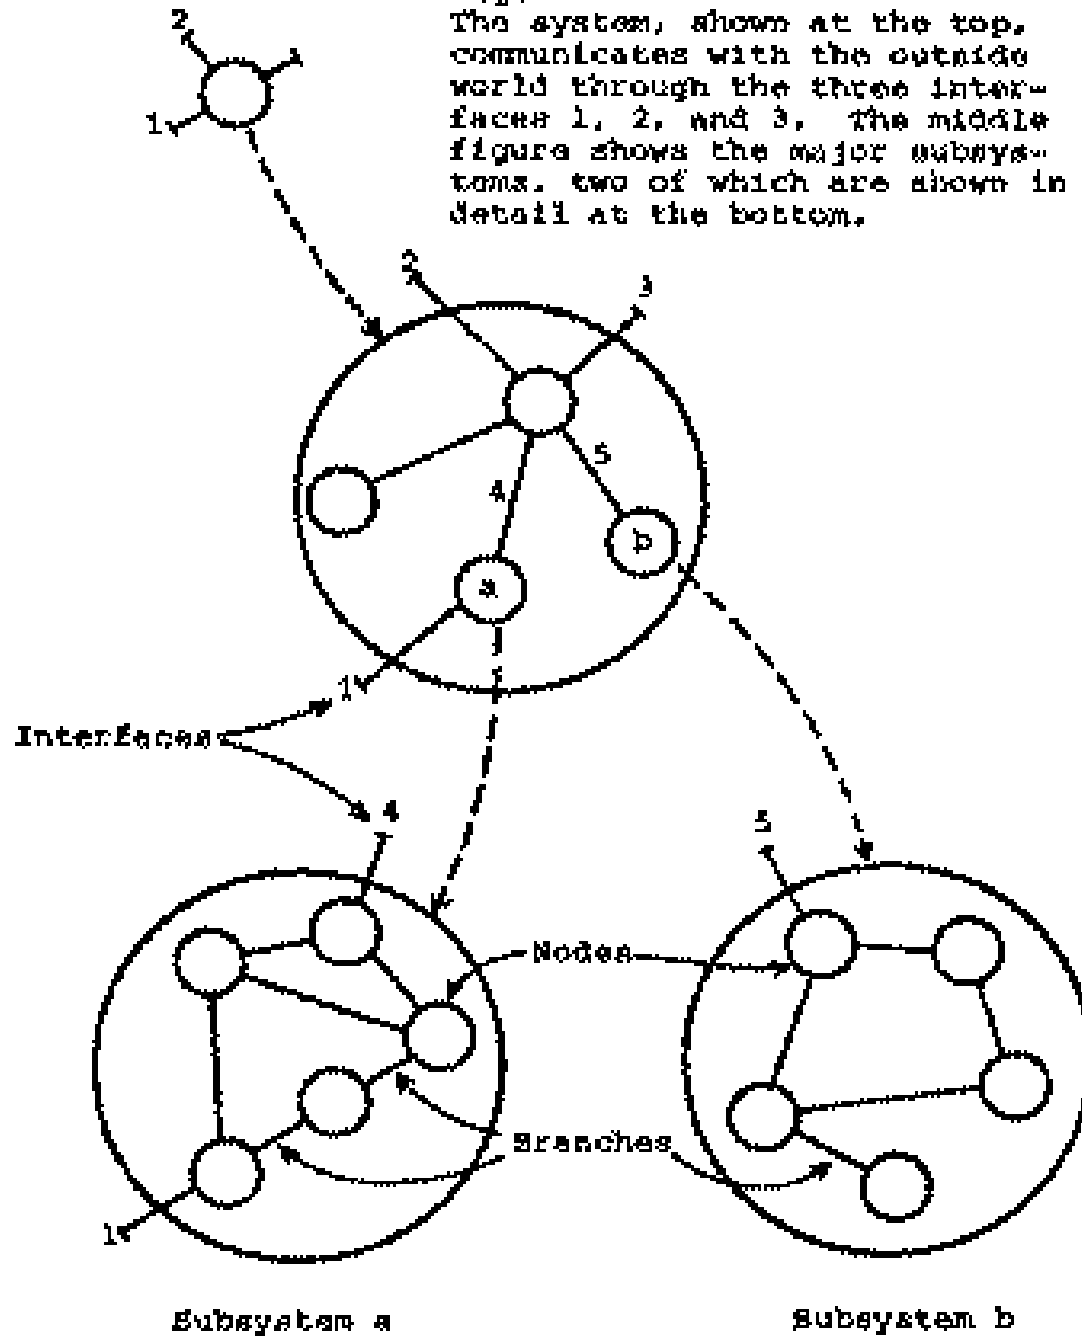 2
The system, shown at the top,
communicates with the outside
world through the three inter-
faces 1, 2, and 3. The middle
figure shows the major subsys-
tems, two of which are shown in
detail at the bottom.
1
2
3
5
4
b
a
1
Interfaces
4
5
Nodes
Branches
1
Subsystem a
Subsystem b